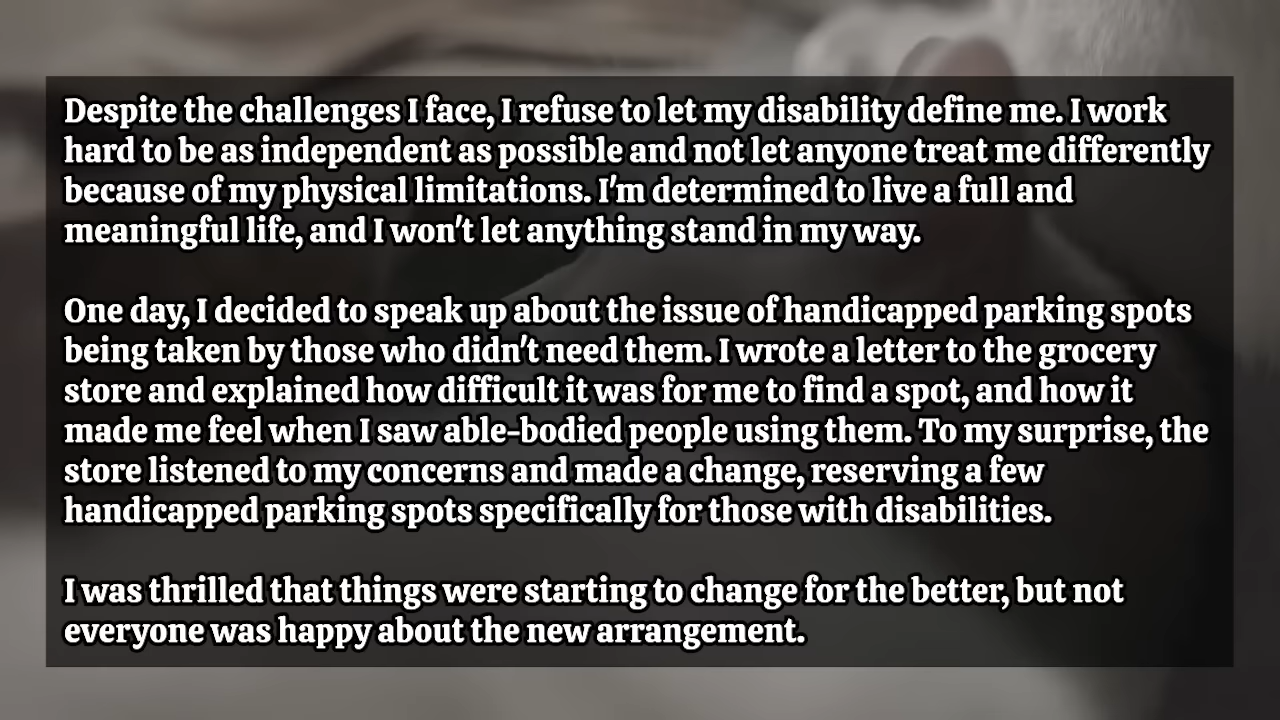 Despite the challenges I face, I refuse to let my disability define me. I work
hard to be as independent as possible and not let anyone treat me differently
because of my physical limitations. I'm determined to live a full and
meaningful life, and I won't let anything stand in my way.
One day, I decided to speak up about the issue of handicapped parking spots
being taken by those who didn't need them. I wrote a letter to the grocery
store and explained how difficult it was for me to find a spot, and how it
made me feel when I saw able-bodied people using them. To my surprise, the
store listened to my concerns and made a change, reserving a few
handicapped parking spots specifically for those with disabilities.
I was thrilled that things were starting to change for the better, but not
everyone was happy about the new arrangement.